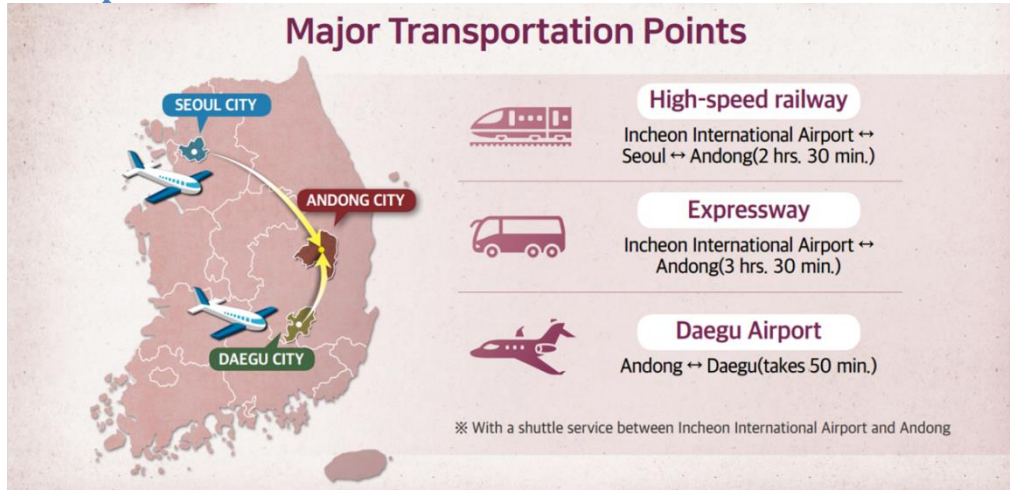 Major Transportation Points
SEOUL CITY
ANDONG CITY
DAEGU CITY
High-speed railway
Incheon International Airport ↔
Seoul ↔ Andong(2 hrs. 30 min.)
Expressway
Incheon International Airport ↔
Andong(3 hrs. 30 min.)
Daegu Airport
Andong ↔ Daegu(takes 50 min.)
※ With a shuttle service between Incheon International Airport and Andong